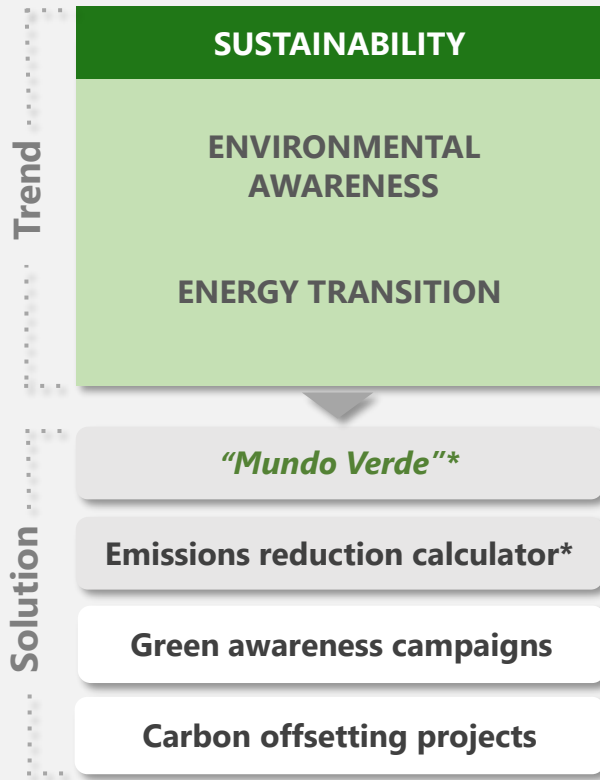 SUSTAINABILITY
Trend
ENVIRONMENTAL
AWARENESS
ENERGY TRANSITION
Solution
“Mundo Verde”*
Emissions reduction calculator*
Green awareness campaigns
Carbon offsetting projects